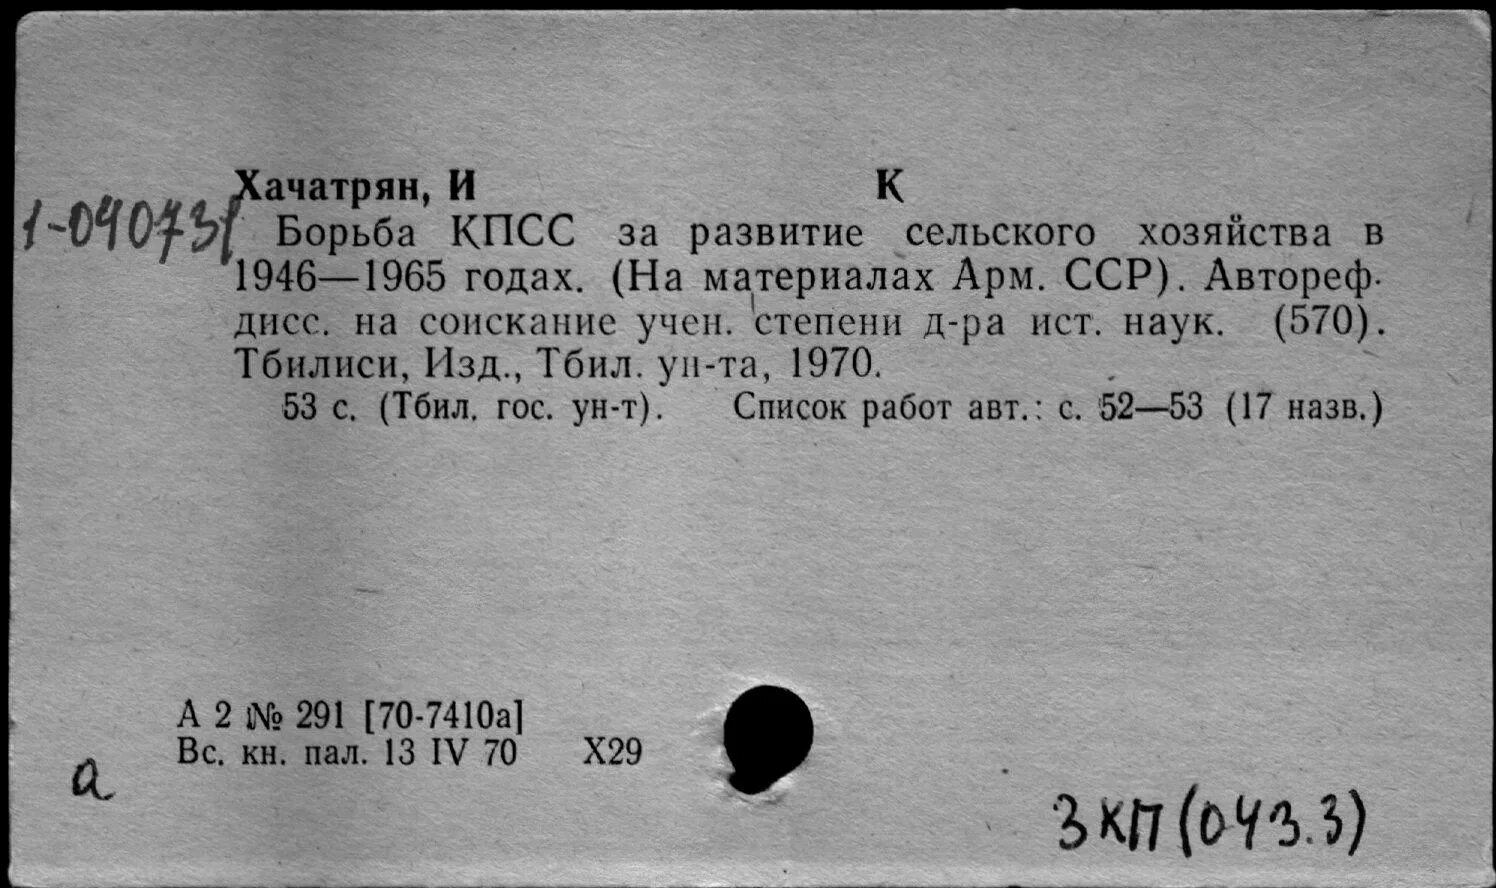 Хачатрян, И К
1-040731
Борьба КПСС за развитие сельского хозяйства в
1946—1965 годах. (На материалах Арм. ССР). Автореф.
дисс. на соискание учен. степени д-ра ист. наук. (570).
Тбилиси, Изд., Тбил. ун-та, 1970.
53 с. (Тбил. гос. ун-т). Список работ авт.: с. 52—53 (17 назв.)
А 2 № 291 [70-7410а]
Вс. кн. пал. 13 IV 70 Х29
а
3КП(043.3)